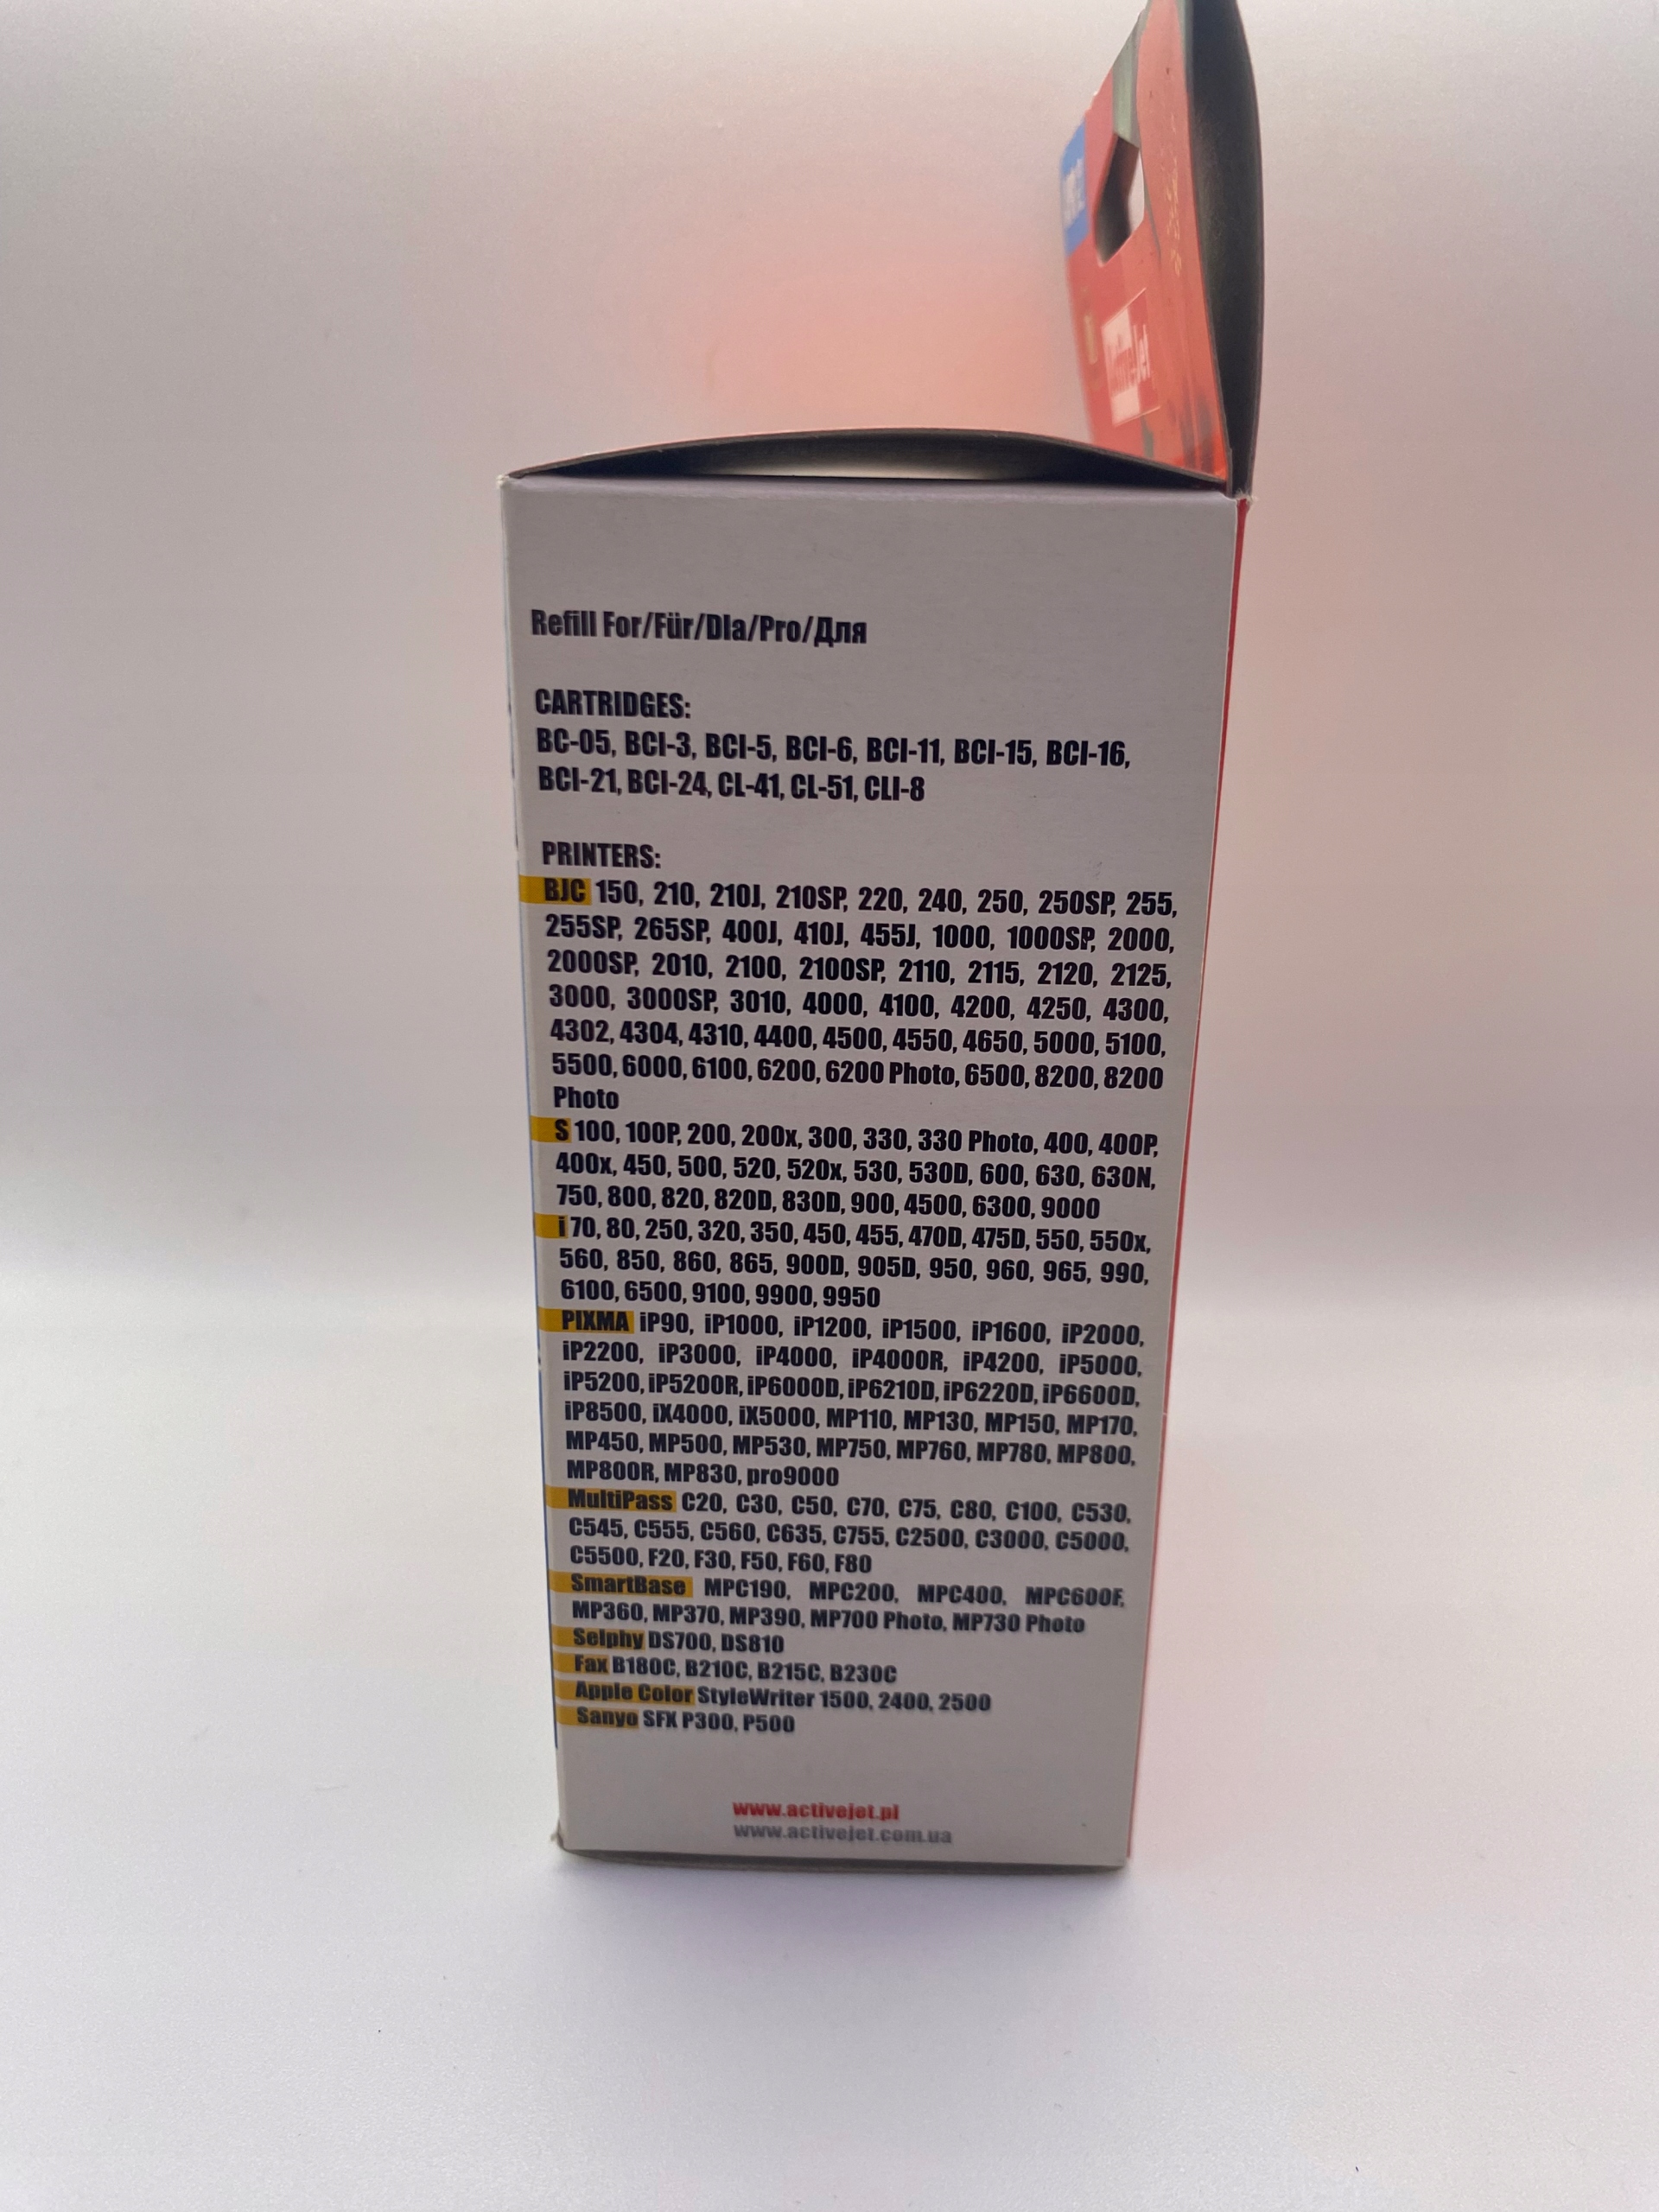 Refill For/Für/Dla/Pro/Для
CARTRIDGES:
BC-05, BCI-3, BCI-5, BCI-6, BCI-11, BCI-15, BCI-16,
BCI-21, BCI-24, CL-41, CL-51, CLI-8
PRINTERS:
BJC 150, 210, 210J, 210SP, 220, 240, 250, 250SP, 255,
255SP, 265SP, 400J, 410J, 455J, 1000, 1000SP, 2000,
2000SP, 2010, 2100, 2100SP, 2110, 2115, 2120, 2125,
3000, 3000SP, 3010, 4000, 4100, 4200, 4250, 4300,
4302, 4304, 4310, 4400, 4500, 4550, 4650, 5000, 5100,
5500, 6000, 6100, 6200, 6200 Photo, 6500, 8200, 8200
Photo
S 100, 100P, 200, 200x, 300, 330, 330 Photo, 400, 400P,
400x, 450, 500, 520, 520x, 530, 530D, 600, 630, 630N,
750, 800, 820, 820D, 830D, 900, 4500, 6300, 9000
i 70, 80, 250, 320, 350, 450, 455, 470D, 475D, 550, 550x,
560, 850, 860, 865, 900D, 905D, 950, 960, 965, 990,
6100, 6500, 9100, 9900, 9950
PIXMA iP90, iP1000, iP1200, iP1500, iP1600, iP2000,
iP2200, iP3000, iP4000, iP4000R, iP4200, iP5000,
iP5200, iP5200R, iP6000D, iP6210D, iP6220D, iP6600D,
iP8500, iX4000, iX5000, MP110, MP130, MP150, MP170,
MP450, MP500, MP530, MP750, MP760, MP780, MP800,
MP800R, MP830, pro9000
MultiPass C20, C30, C50, C70, C75, C80, C100, C530,
C545, C555, C560, C635, C755, C2500, C3000, C5000,
C5500, F20, F30, F50, F60, F80
SmartBase MPC190, MPC200, MPC400, MPC600F,
MP360, MP370, MP390, MP700 Photo, MP730 Photo
Selphy DS700, DS810
Fax B180C, B210C, B215C, B230C
Apple Color StyleWriter 1500, 2400, 2500
Sanyo SFX P300, P500
www.activejet.pl
www.activejet.com.ua